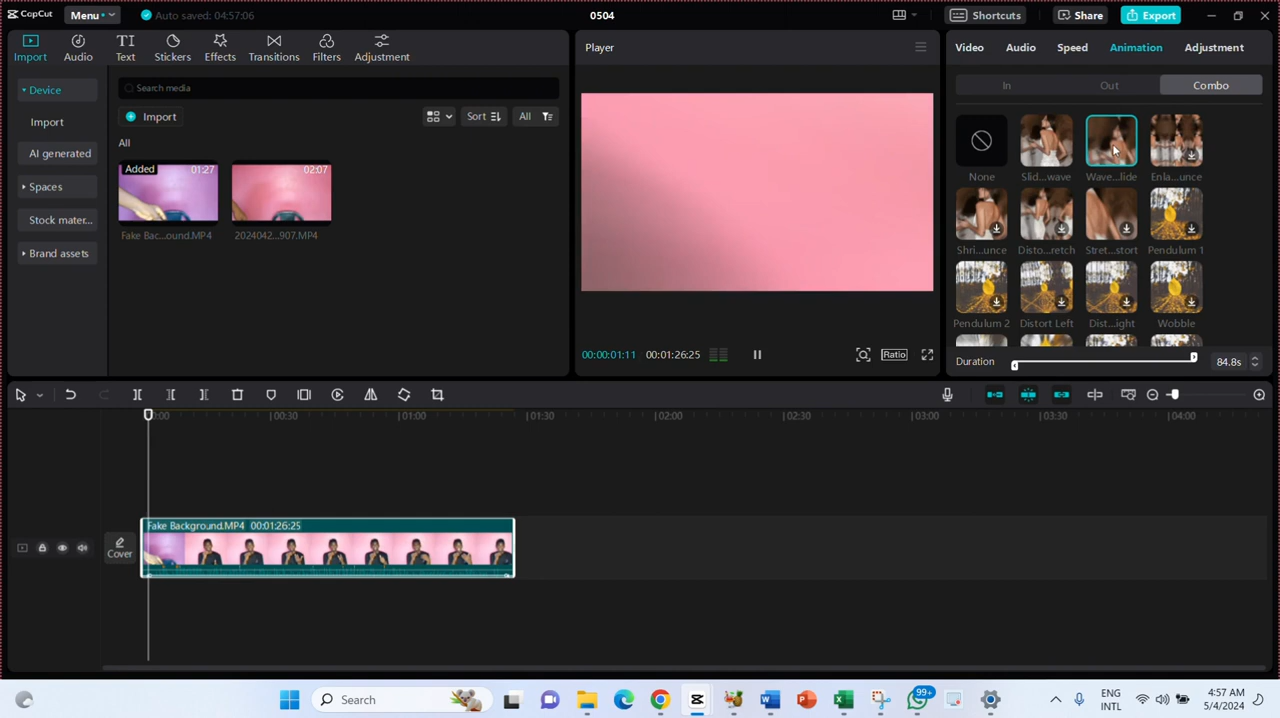 CapCut
Menu
Auto saved: 04:57:06
0504
Shortcuts
Share
Export
Import
Audio
Text
Stickers
Effects
Transitions
Filters
Adjustment
Device
Import
AI generated
Spaces
Stock mater...
Brand assets
Search media
Import
Sort
All
All
Added
01:27
02:07
Fake Bac...ound.MP4
2024042...907.MP4
Player
00:00:01:11
00:01:26:25
Ratio
Video
Audio
Speed
Animation
Adjustment
In
Out
Combo
None
Slid...wave
Wave...lide
Enla...unce
Shri...unce
Disto...retch
Stret...stort
Pendulum 1
Pendulum 2
Distort Left
Dist...ight
Wobble
Duration
84.8s
00:00
00:30
01:00
01:30
02:00
02:30
03:00
03:30
04:00
Cover
Fake Background.MP4 00:01:26:25
Search
99+
ENG
INTL
4:57 AM
5/4/2024